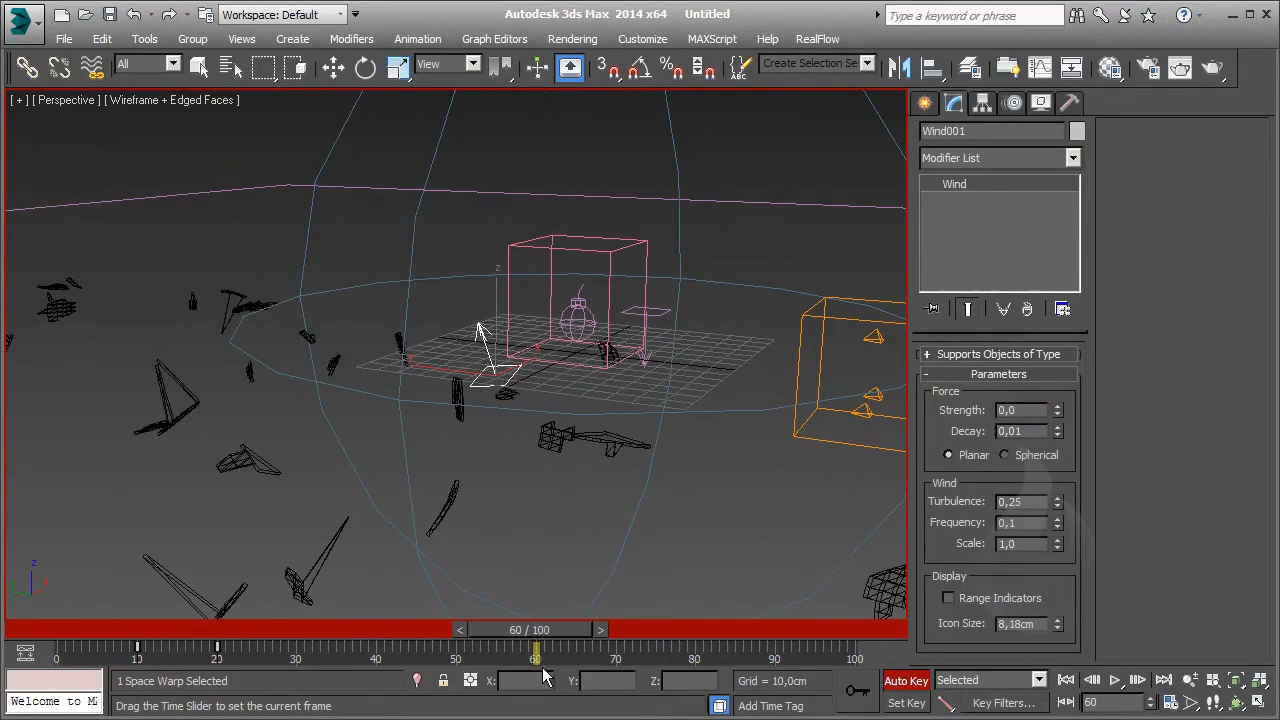 Workspace: Default
Autodesk 3ds Max 2014 x64 Untitled
Type a keyword or phrase
File Edit Tools Group Views Create Modifiers Animation Graph Editors Rendering Customize MAXScript Help RealFlow
All View 3 ABC Create Selection Se
[ + ] [ Perspective ] [ Wireframe + Edged Faces ]
Wind001
Modifier List
Wind
+ Supports Objects of Type
- Parameters
Force
Strength: 0,0
Decay: 0,01
Planar Spherical
Wind
Turbulence: 0,25
Frequency: 0,1
Scale: 1,0
Display
Range Indicators
Icon Size: 8,18cm
z
z
< 60 / 100 >
0 10 20 30 40 50 60 70 80 90 100
1 Space Warp Selected X: Y: Z: Grid = 10,0cm Auto Key Selected
Welcome to M Drag the Time Slider to set the current frame Add Time Tag Set Key Key Filters... 60